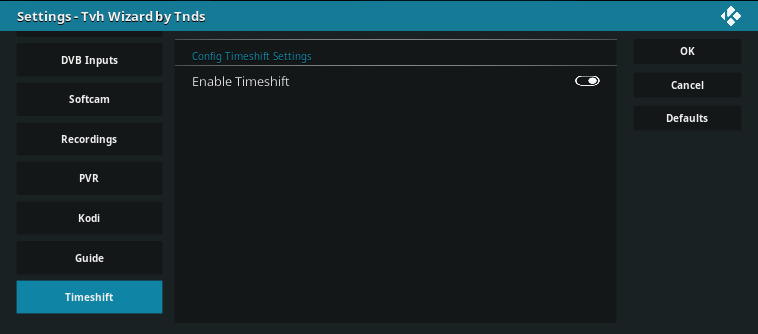 Settings - Tvh Wizard by Tnds
DVB Inputs
Softcam
Recordings
PVR
Kodi
Guide
Timeshift
Config Timeshift Settings
Enable Timeshift
OK
Cancel
Defaults